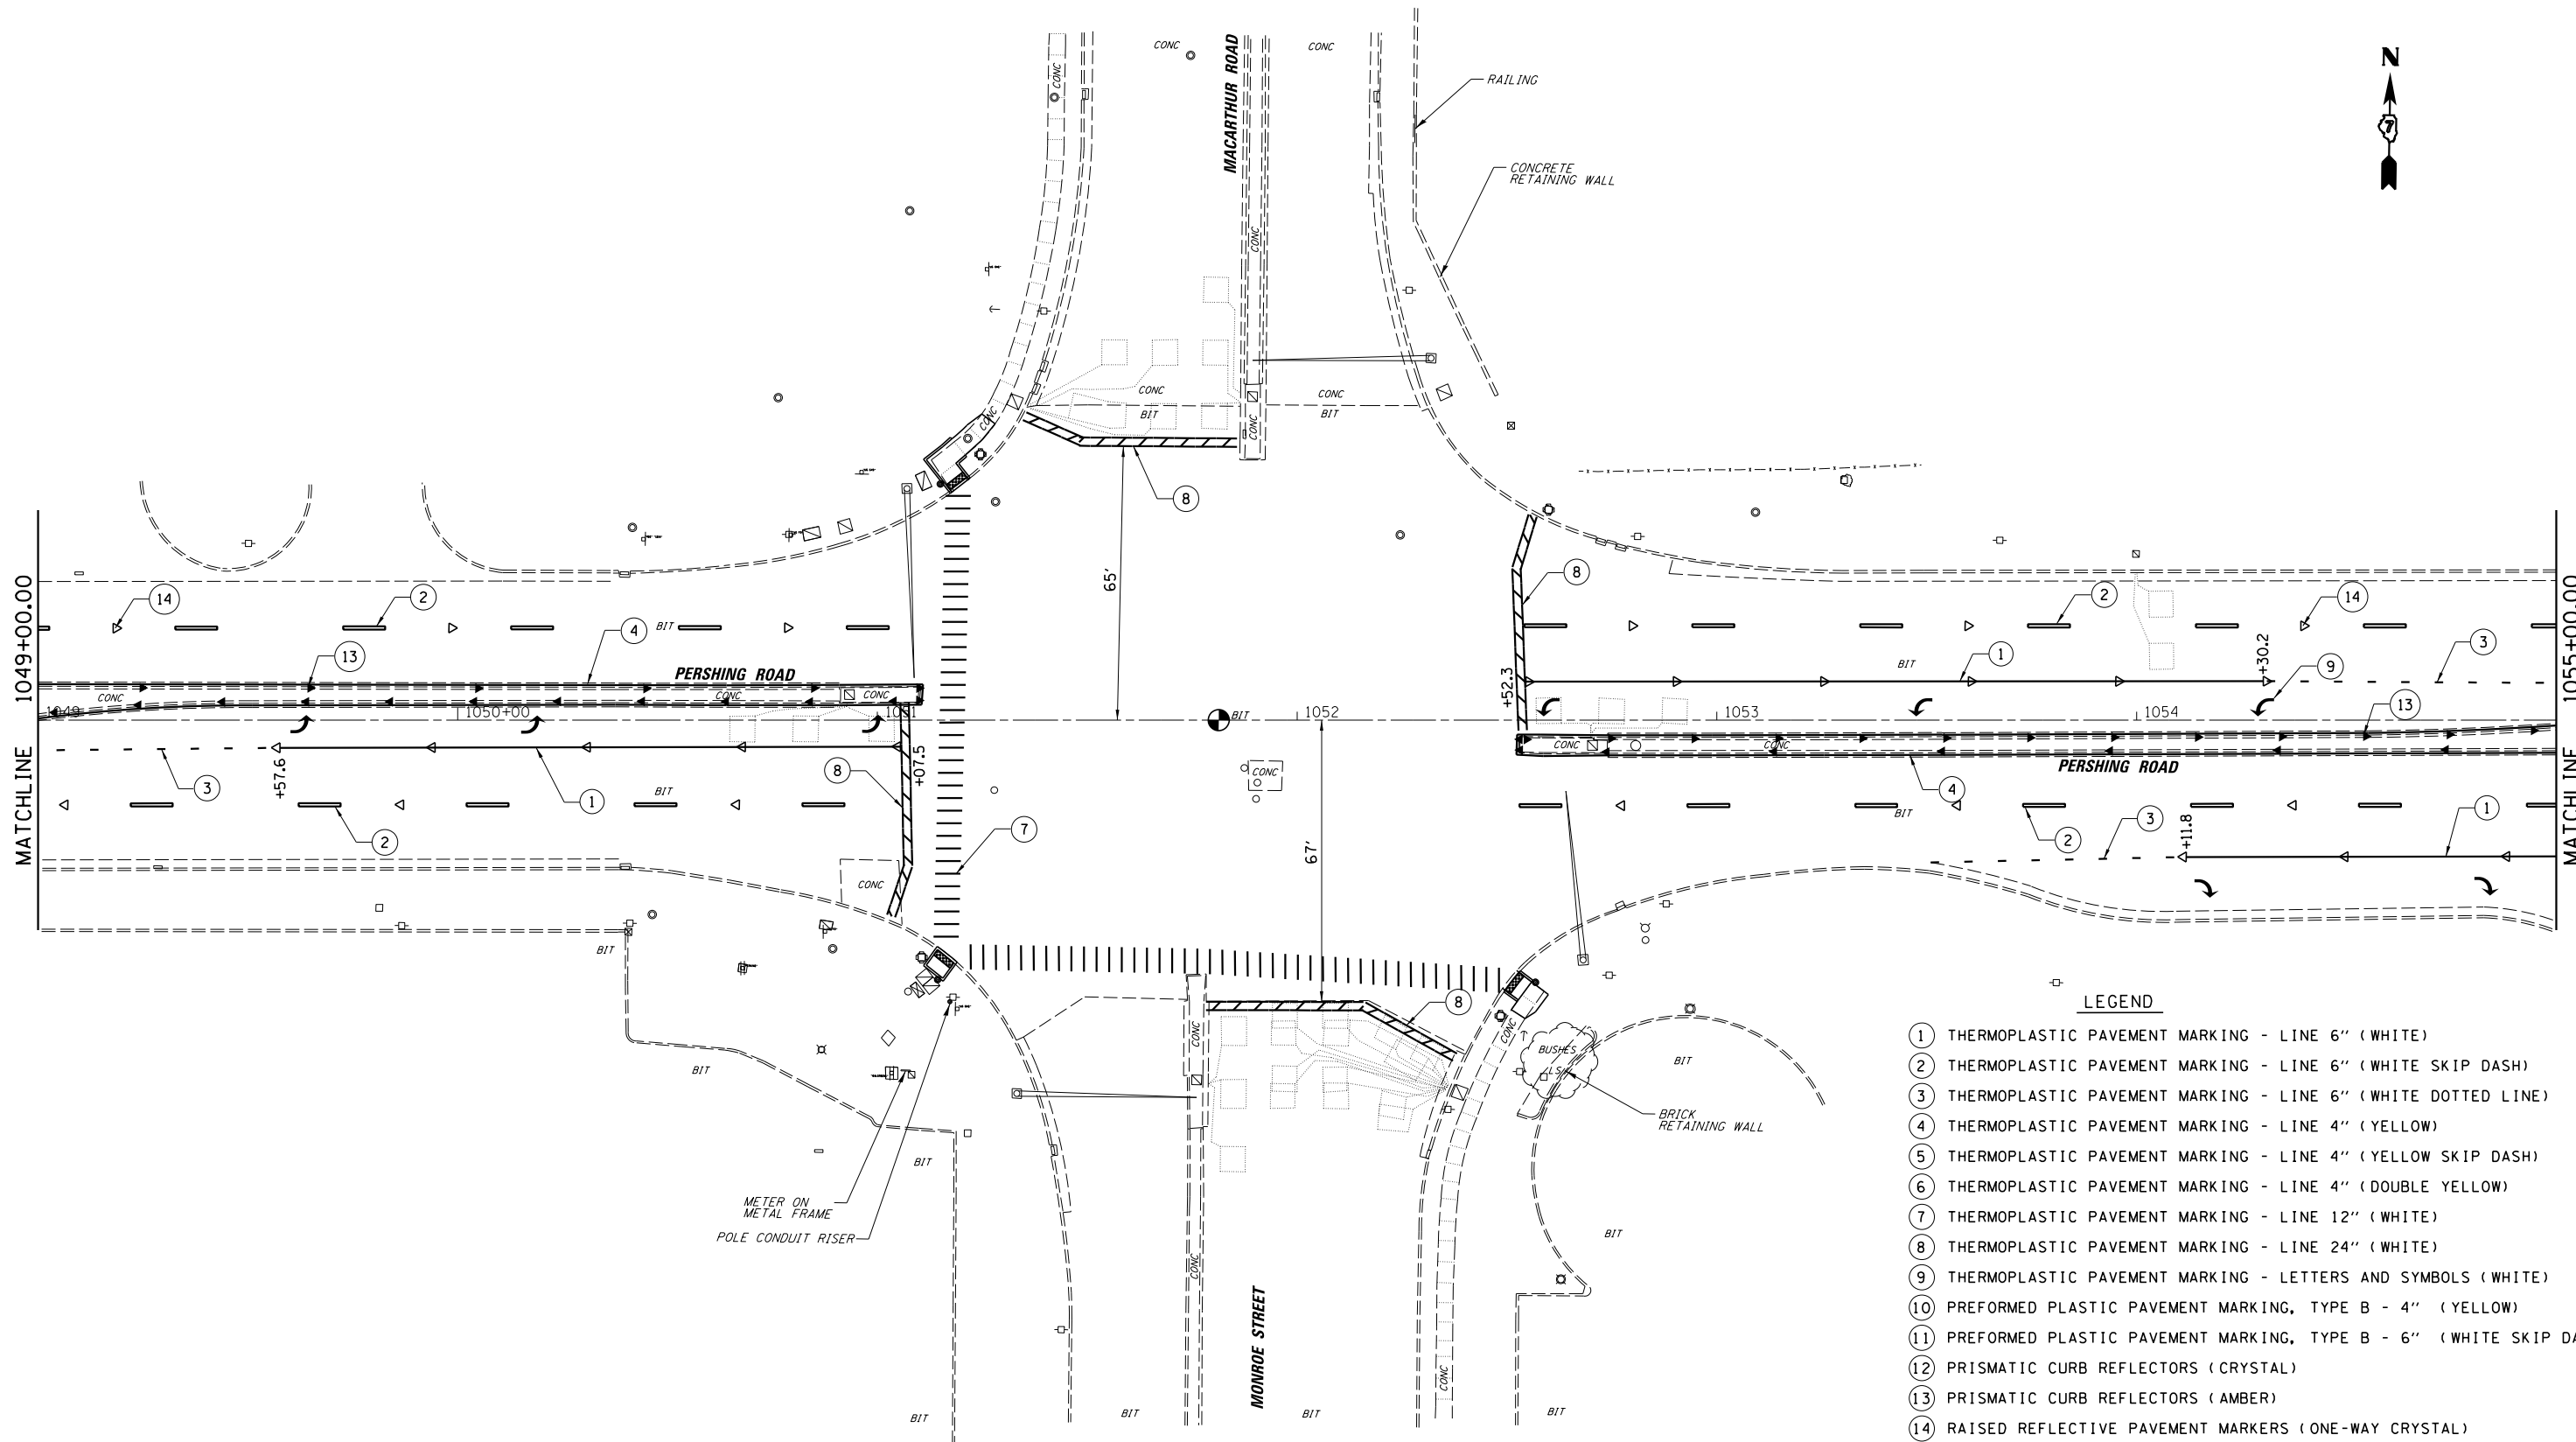 N
7
CONC
CONC
CONC
MACARTHUR ROAD
RAILING
CONCRETE
RETAINING WALL
CONC
CONC
CONC
CONC
CONC
BIT
BIT
CONC
8
65'
8
1049+00.00
MATCHLINE
14
2
BIT
4
13
PERSHING ROAD
CONC
CONC
CONC
1049
1050+00
1051
BIT
1052
1053
1054
+57.6
+07.5
3
1
8
BIT
2
CONC
7
CONC
67'
+52.3
2
14
BIT
1
+30.2
9
3
13
CONC
CONC
PERSHING ROAD
4
BIT
2
3
+11.8
1
1055+00.00
MATCHLINE
BIT
BIT
8
CONC
CONC
BUSHES
LS
BIT
BRICK
RETAINING WALL
BIT
METER ON
METAL FRAME
POLE CONDUIT RISER
CONC
MONROE STREET
CONC
BIT
BIT
BIT
BIT
BIT
LEGEND
1 THERMOPLASTIC PAVEMENT MARKING - LINE 6" (WHITE)
2 THERMOPLASTIC PAVEMENT MARKING - LINE 6" (WHITE SKIP DASH)
3 THERMOPLASTIC PAVEMENT MARKING - LINE 6" (WHITE DOTTED LINE)
4 THERMOPLASTIC PAVEMENT MARKING - LINE 4" (YELLOW)
5 THERMOPLASTIC PAVEMENT MARKING - LINE 4" (YELLOW SKIP DASH)
6 THERMOPLASTIC PAVEMENT MARKING - LINE 4" (DOUBLE YELLOW)
7 THERMOPLASTIC PAVEMENT MARKING - LINE 12" (WHITE)
8 THERMOPLASTIC PAVEMENT MARKING - LINE 24" (WHITE)
9 THERMOPLASTIC PAVEMENT MARKING - LETTERS AND SYMBOLS (WHITE)
10 PREFORMED PLASTIC PAVEMENT MARKING, TYPE B - 4" (YELLOW)
11 PREFORMED PLASTIC PAVEMENT MARKING, TYPE B - 6" (WHITE SKIP
12 PRISMATIC CURB REFLECTORS (CRYSTAL)
13 PRISMATIC CURB REFLECTORS (AMBER)
14 RAISED REFLECTIVE PAVEMENT MARKERS (ONE-WAY CRYSTAL)